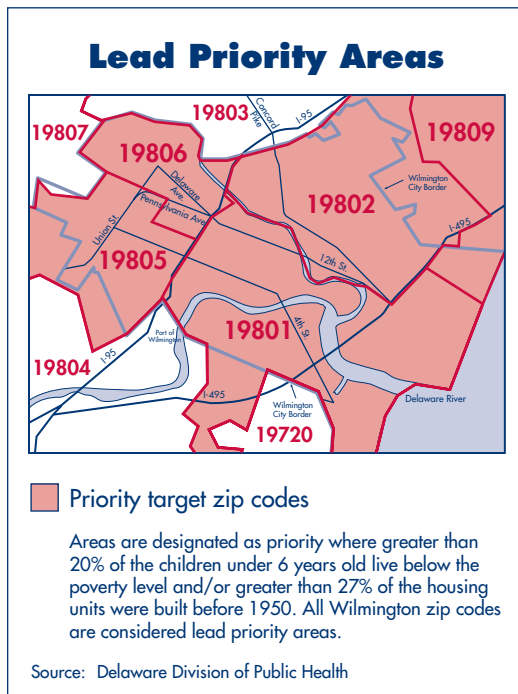 Lead Priority Areas
19803
Concord
Pike
I-95
19807
19806
19809
Delaware
Ave.
Pennsylvania Ave.
Wilmington
City Border
19802
Union St.
I-495
19805
12th St.
19801
4th St.
Part of
Wilmington
19804
I-95
I-495
Wilmington
City Border
Delaware River
19720
Priority target zip codes
Areas are designated as priority where greater than
20% of the children under 6 years old live below the
poverty level and/or greater than 27% of the housing
units were built before 1950. All Wilmington zip codes
are considered lead priority areas.
Source: Delaware Division of Public Health